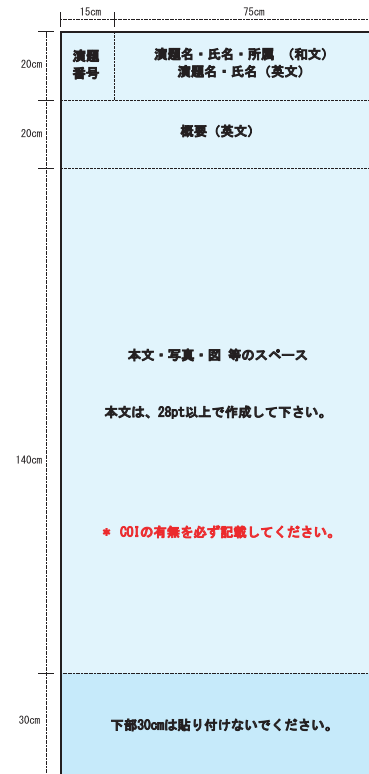 15cm
75cm
20cm
演題
番号
演題名・氏名・所属 （和文）
演題名・氏名（英文）
20cm
概要（英文）
本文・写真・図 等のスペース
本文は、28pt以上で作成して下さい。
140cm
* COIの有無を必ず記載してください。
30cm
下部30cmは貼り付けないでください。